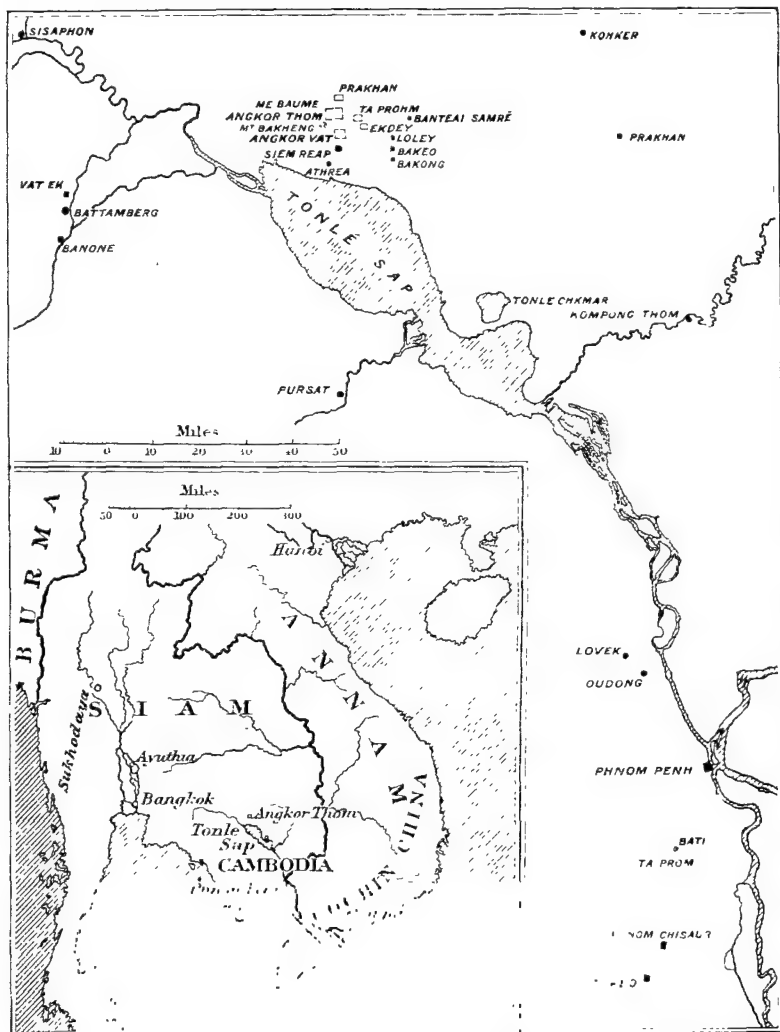 SISAPHON
KOHKER
PRAKHAN
ME BAUME
ANGKOR THOM
TA PROHM
BANTEAI SAMRÉ
MT BAKHENG
EKDEY
PRAKHAN
ANGKOR VAT
LOLEY
SIEM REAP
BAKEO
ATHREA
BAKONG
VAT EK
BATTAMBERG
BANONE
TONLÉ SAP
TONLE CHKMAR
KOMPONG THOM
PURSAT
Miles
10 0 10 20 30 40 50
Miles
50 0 100 200 300
BURMA
Hanoi
ANNAM
SIAM
Sukhodaya
Ayuthia
Bangkok
Angkor Thom
Tonle
Sap
CAMBODIA
CHINA
LOVEK
OUDONG
PHNOM PENH
BATI
TA PROM
CHISAUR